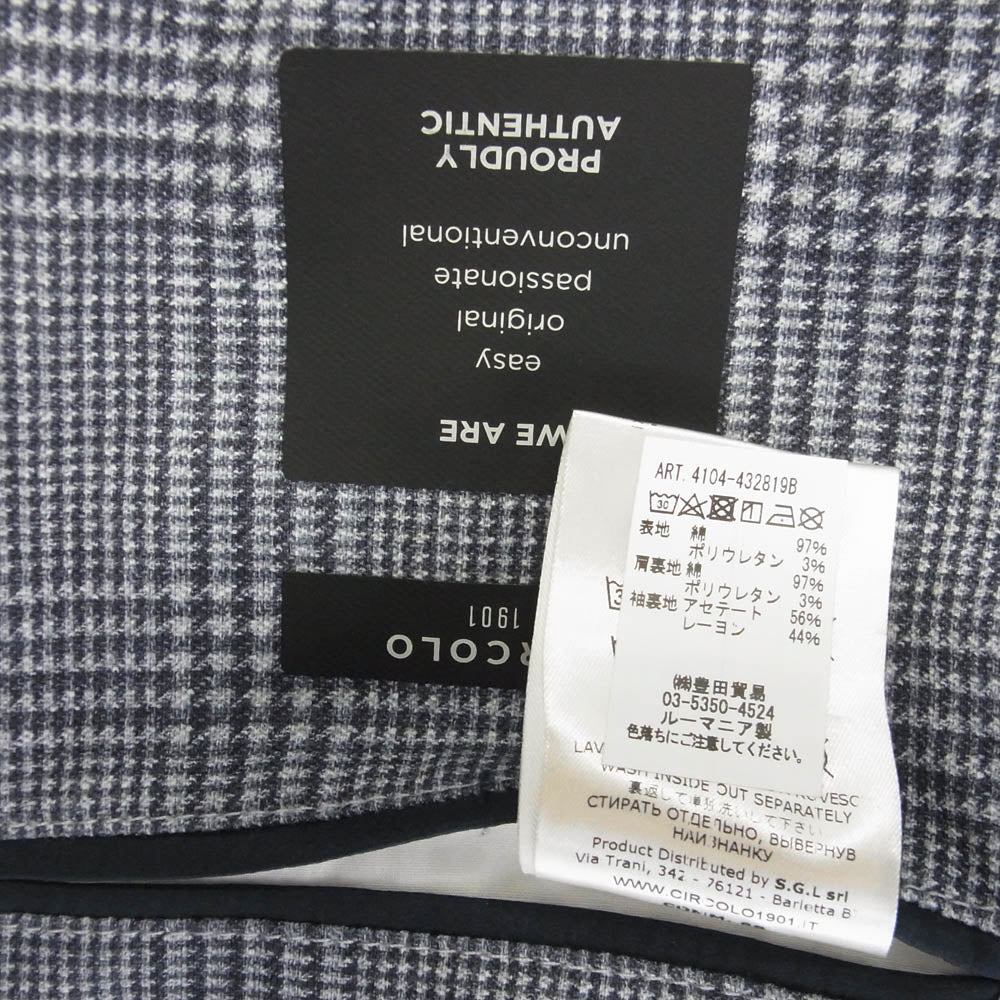 WE ARE
easy
original
passionate
unconventional
PROUDLY
AUTHENTIC
1901
ART. 4104-432819B
30
表地 綿 97%
ポリウレタン 3%
肩裏地 綿 97%
ポリウレタン 3%
袖裏地 アセテート 56%
レーヨン 44%
㈱豊田貿易
03-5350-4524
ルーマニア製
色落ちにご注意してください。
WASH INSIDE OUT SEPARATELY
СТИРАТЬ ОТДЕЛЬНО, ВЫВЕРНУВ
НАИЗНАНКУ
Product Distributed by S.G.L srl
Via Trani, 342 - 76121 - Barletta
WWW.CIRCOLO1901.IT